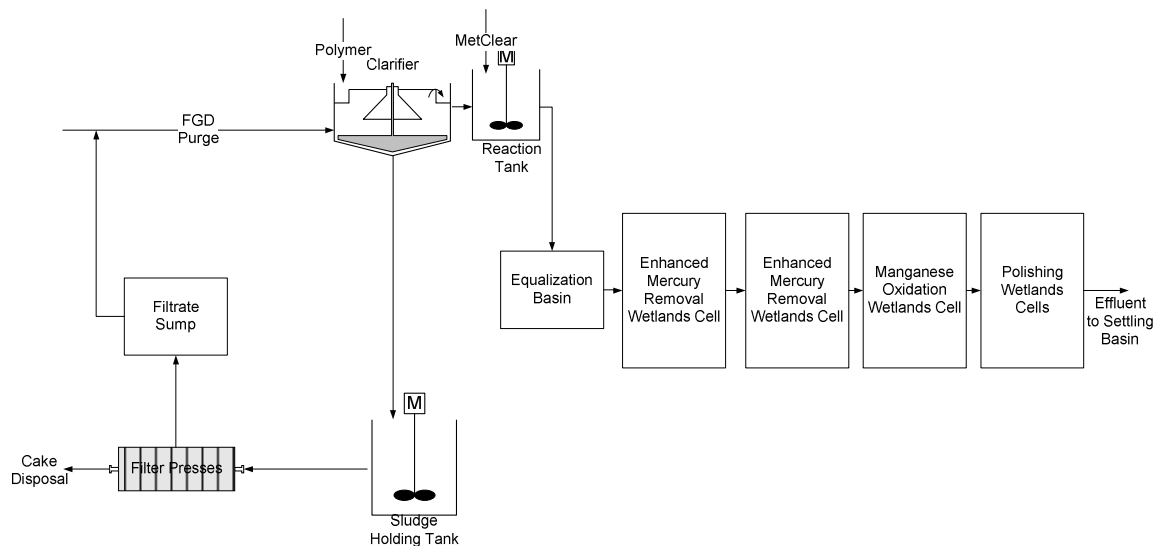 Polymer
MetClear
M
Clarifier
FGD
Purge
Reaction
Tank
Equalization
Basin
Enhanced
Mercury
Removal
Wetlands Cell
Enhanced
Mercury
Removal
Wetlands Cell
Manganese
Oxidation
Wetlands Cell
Polishing
Wetlands
Cells
Effluent
to Settling
Basin
Filtrate
Sump
M
Cake
Disposal
Filter Presses
Sludge
Holding Tank